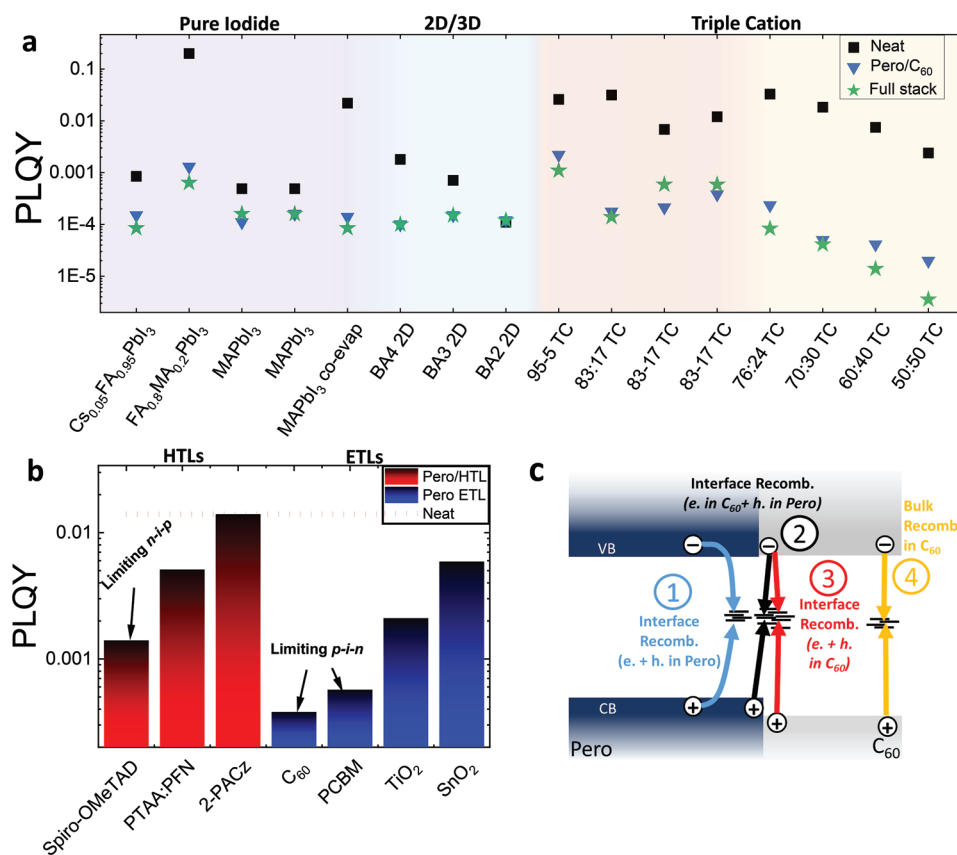 Pure Iodide 2D/3D Triple Cation
a
Neat
Pero/C₆₀
Full stack
PLQY
0.1
0.01
0.001
1E-4
1E-5
Cs₀.₀₅FA₀.₉₅PbI₃
FA₀.₈MA₀.₂PbI₃
MAPbI₃
MAPbI₃
MAPbI₃ co-evap
BA4 2D
BA3 2D
BA2 2D
95-5 TC
83:17 TC
83-17 TC
83-17 TC
76:24 TC
70:30 TC
60:40 TC
50:50 TC
b
HTLs ETLs
Pero/HTL
Pero ETL
Neat
PLQY
0.01
0.001
Limiting n-i-p
Limiting p-i-n
Spiro-OMeTAD
PTAA:PFN
2-PACz
C₆₀
PCBM
TiO₂
SnO₂
c
Interface Recomb.
(e. in C₆₀+ h. in Pero)
2
Bulk
Recomb
in C₆₀
4
VB
1
Interface
Recomb.
(e. + h. in Pero)
3
Interface
Recomb.
(e. + h.
in C₆₀)
CB
Pero
C₆₀